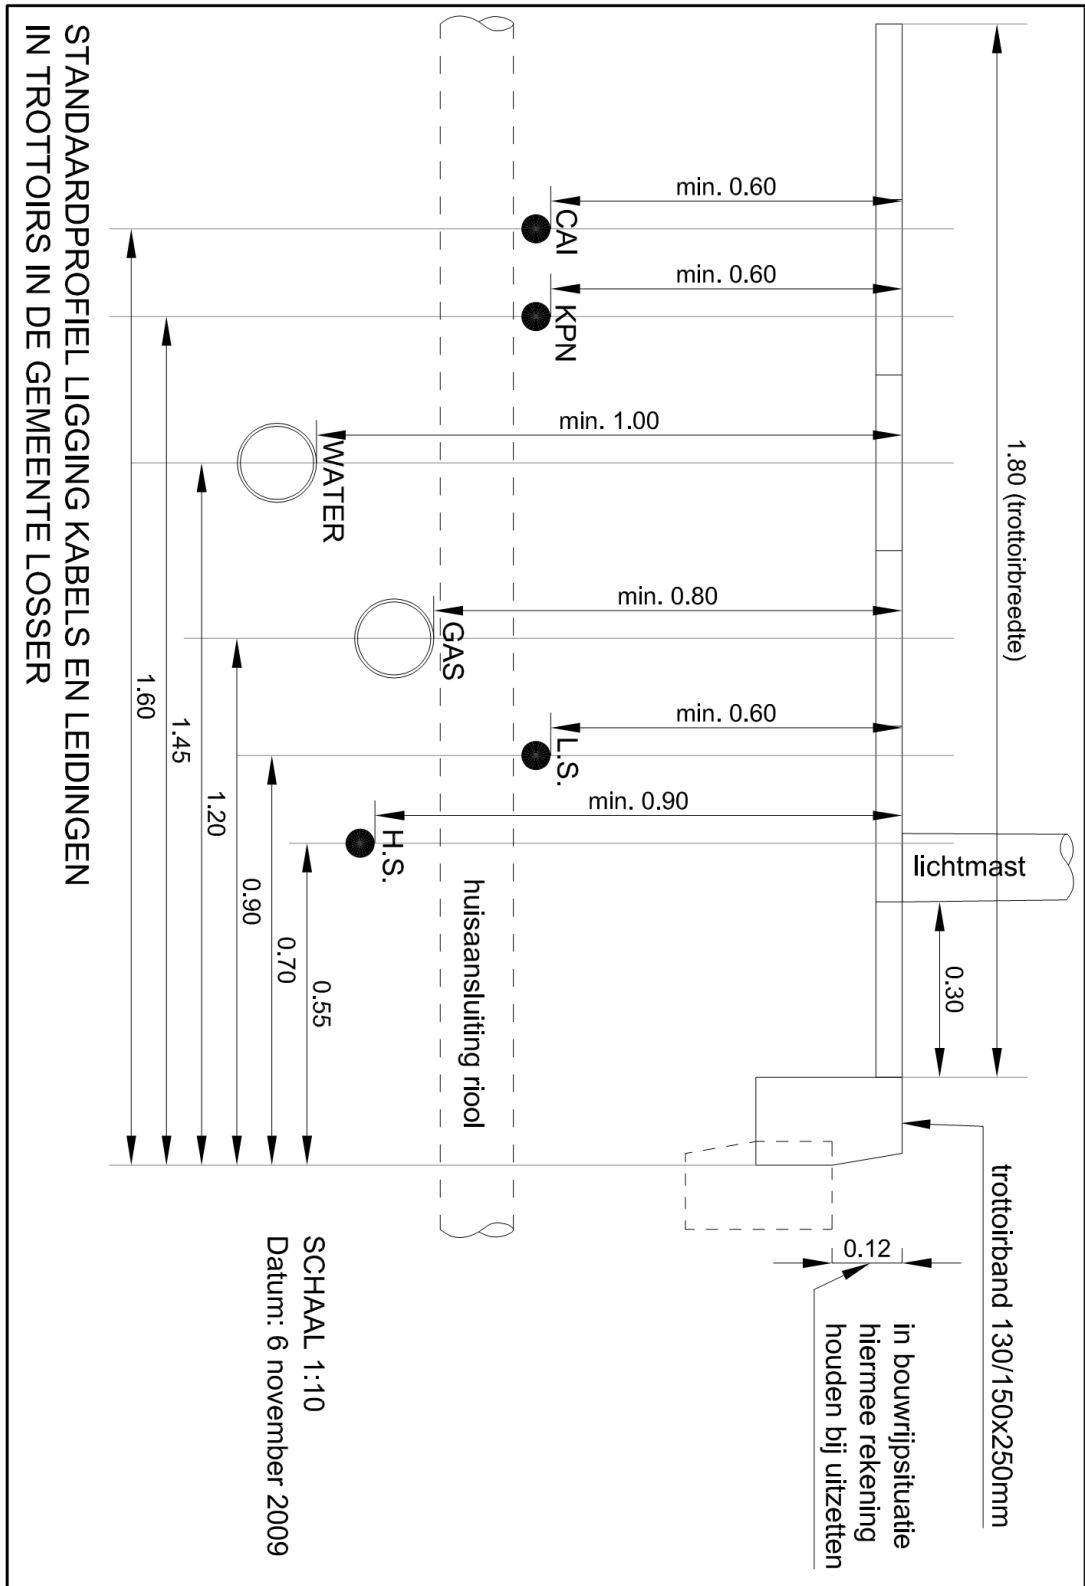 1.80 (trottoirbreedte)
lichtmast
0.30
trottoirband 130/150x250mm
min. 0.60
min. 0.60
min. 1.00
min. 0.80
min. 0.60
min. 0.90
0.12
in bouwrijpsituatie
hiermee rekening
houden bij uitzetten
CAI
KPN
WATER
GAS
L.S.
H.S.
huisaansluiting riool
0.55
0.70
0.90
1.20
1.45
1.60
SCHAAL 1:10
Datum: 6 november 2009
STANDAARDPROFIEL LIGGING KABELS EN LEIDINGEN
IN TROTTOIRS IN DE GEMEENTE LOSSER